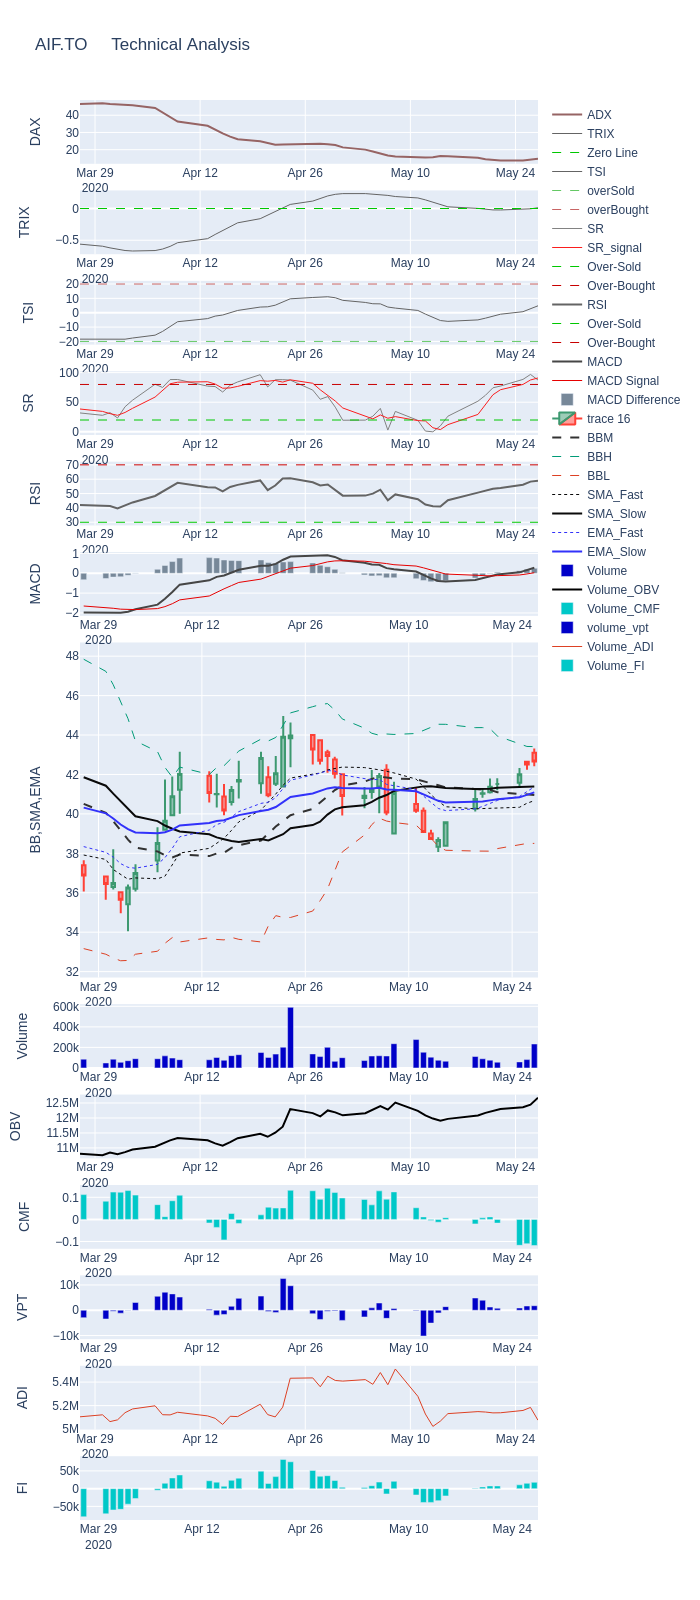 AIF.TO Technical Analysis
DAX
40
30
20
Mar 29
2020
Apr 12
Apr 26
May 10
May 24
TRIX
0
−0.5
Mar 29
2020
Apr 12
Apr 26
May 10
May 24
TSI
20
10
0
−10
−20
Mar 29
2020
Apr 12
Apr 26
May 10
May 24
SR
100
50
0
Mar 29
2020
Apr 12
Apr 26
May 10
May 24
RSI
70
60
50
40
30
Mar 29
2020
Apr 12
Apr 26
May 10
May 24
MACD
1
0
−1
−2
Mar 29
2020
Apr 12
Apr 26
May 10
May 24
BB,SMA,EMA
48
46
44
42
40
38
36
34
32
Mar 29
2020
Apr 12
Apr 26
May 10
May 24
Volume
600k
400k
200k
0
Mar 29
2020
Apr 12
Apr 26
May 10
May 24
OBV
12.5M
12M
11.5M
11M
Mar 29
2020
Apr 12
Apr 26
May 10
May 24
CMF
0.1
0
−0.1
Mar 29
2020
Apr 12
Apr 26
May 10
May 24
VPT
10k
0
−10k
Mar 29
2020
Apr 12
Apr 26
May 10
May 24
ADI
5.4M
5.2M
5M
Mar 29
2020
Apr 12
Apr 26
May 10
May 24
FI
50k
0
−50k
Mar 29
2020
Apr 12
Apr 26
May 10
May 24
ADX
TRIX
Zero Line
TSI
overSold
overBought
SR
SR_signal
Over-Sold
Over-Bought
RSI
Over-Sold
Over-Bought
MACD
MACD Signal
MACD Difference
trace 16
BBM
BBH
BBL
SMA_Fast
SMA_Slow
EMA_Fast
EMA_Slow
Volume
Volume_OBV
Volume_CMF
volume_vpt
Volume_ADI
Volume_FI